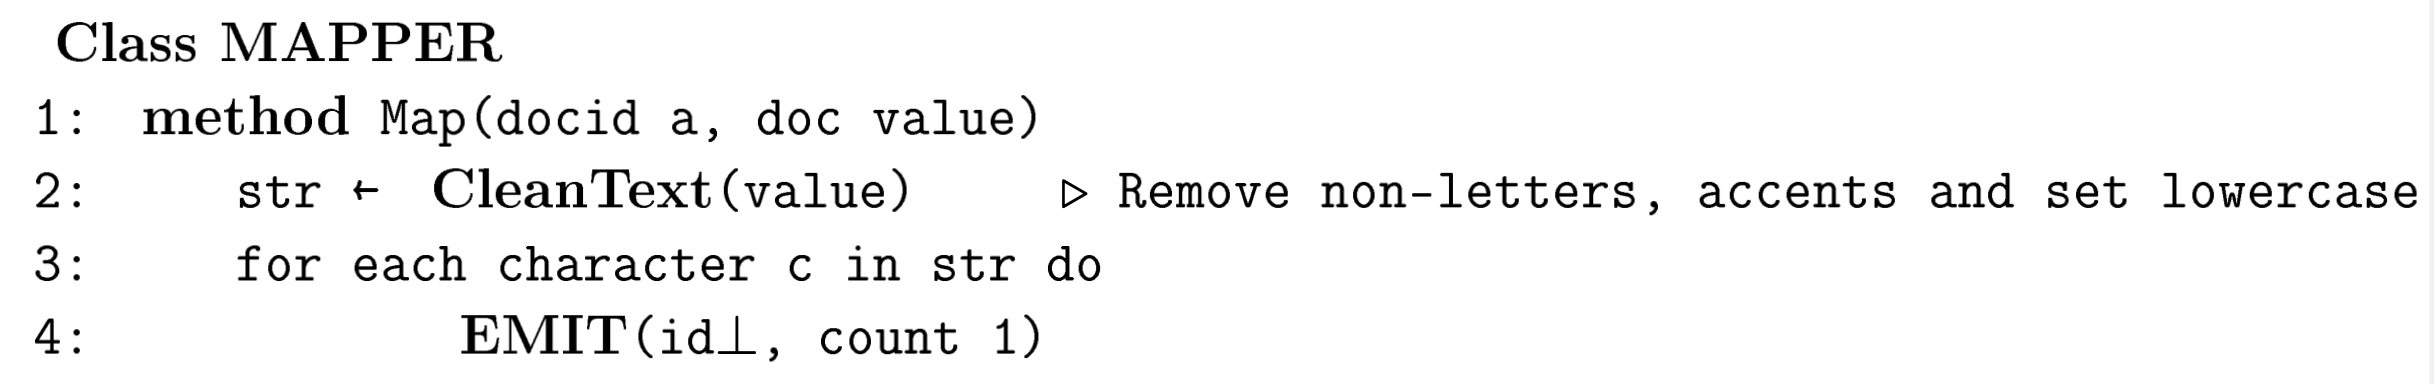 Class MAPPER
1: method Map(docid a, doc value)
2: str ← CleanText(value) ▷ Remove non-letters, accents and set lowercase
3: for each character c in str do
4: EMIT(id⊥, count 1)